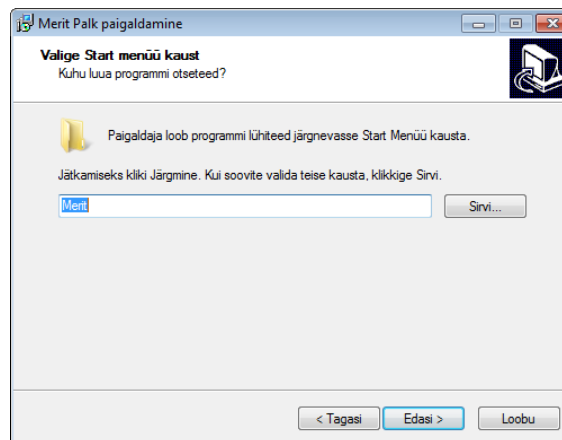 Merit Palk paigaldamine
Valige Start menüü kaust
Kuhu luua programmi otseteed?
Paigaldaja loob programmi lühiteed järgnevasse Start Menüü kausta.
Jätkamiseks kliki Järgmine. Kui soovite valida teise kausta, klikkige Sirvi.
Merit
Sirvi...
< Tagasi
Edasi >
Loobu